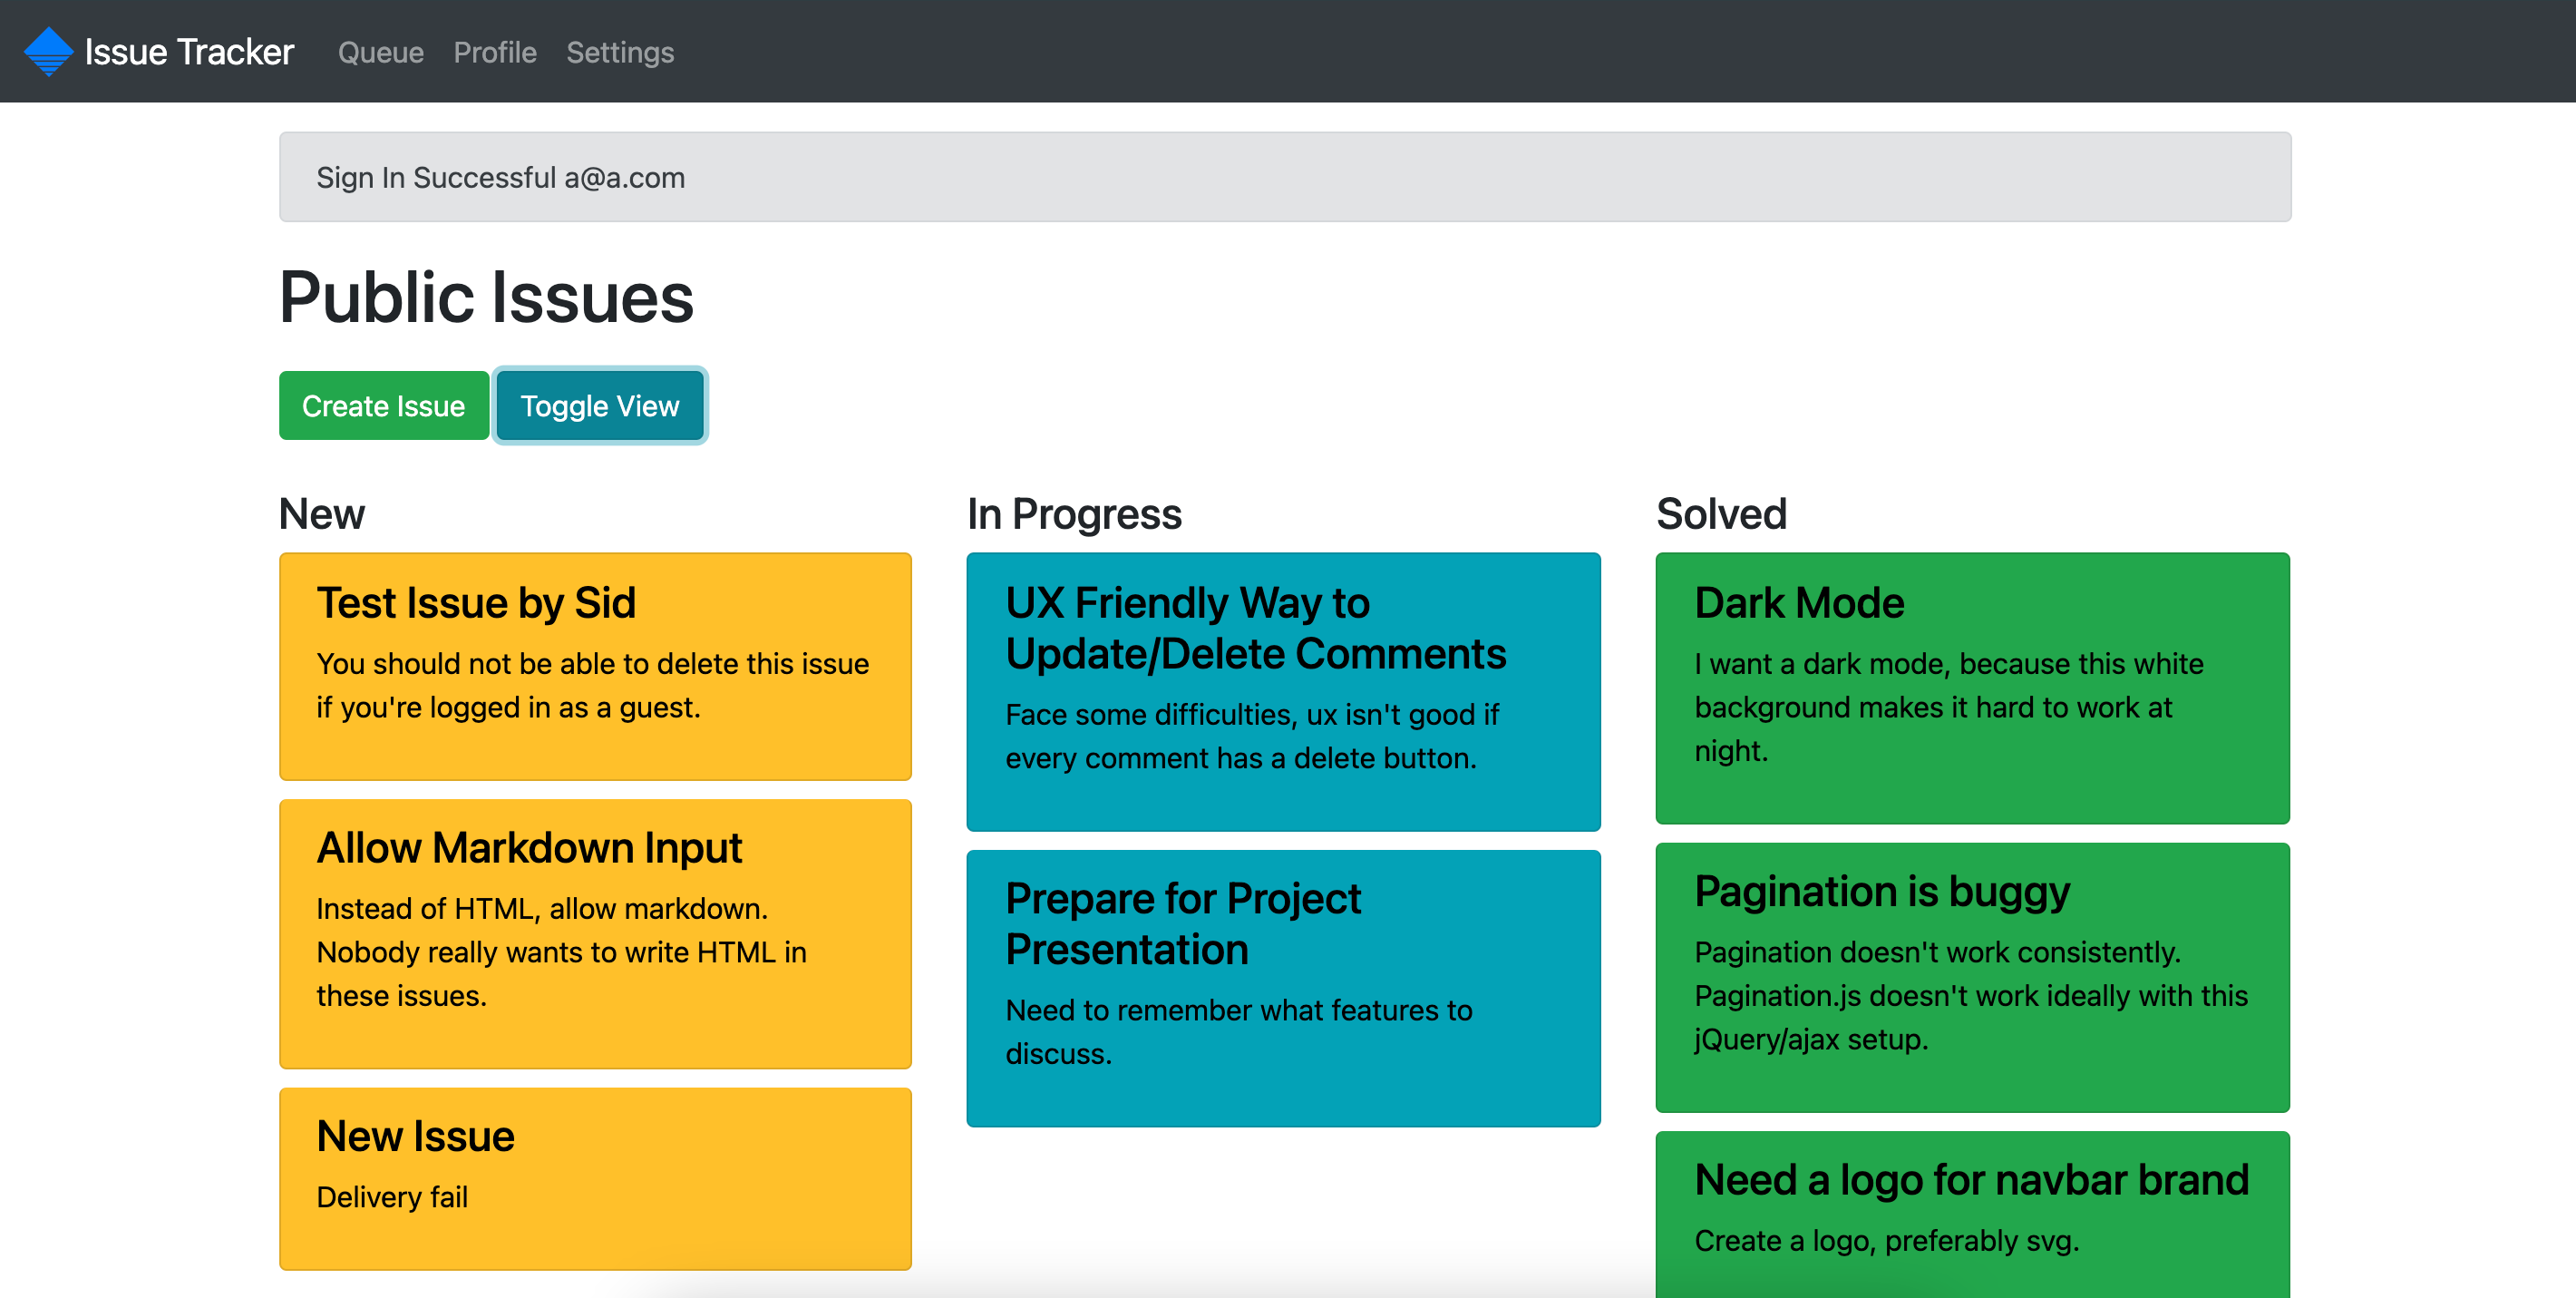 Issue Tracker Queue Profile Settings
Sign In Successful a@a.com
Public Issues
Create Issue Toggle View
New
Test Issue by Sid
You should not be able to delete this issue
if you're logged in as a guest.
Allow Markdown Input
Instead of HTML, allow markdown.
Nobody really wants to write HTML in
these issues.
New Issue
Delivery fail
In Progress
UX Friendly Way to
Update/Delete Comments
Face some difficulties, ux isn't good if
every comment has a delete button.
Prepare for Project
Presentation
Need to remember what features to
discuss.
Solved
Dark Mode
I want a dark mode, because this white
background makes it hard to work at
night.
Pagination is buggy
Pagination doesn't work consistently.
Pagination.js doesn't work ideally with this
jQuery/ajax setup.
Need a logo for navbar brand
Create a logo, preferably svg.